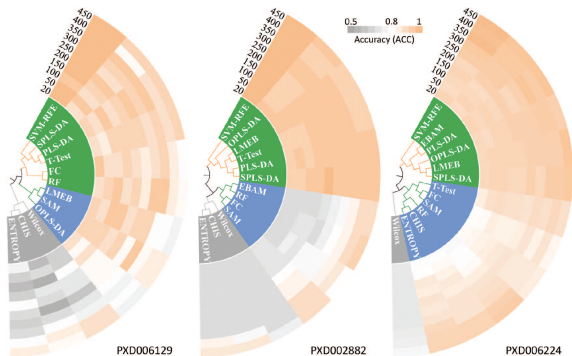 450
400
350
300
250
200
150
100
50
20
SVM-RFE
SPLS-DA
PLS-DA
T-Test
FC
RF
LMEB
SAM
OPLS-DA
Wilcox
CHIS
ENTROPY
PXD006129
0.5 0.8 1
Accuracy (ACC)
450
400
350
300
250
200
150
100
50
20
SVM-RFE
OPLS-DA
LMEB
T-Test
PLS-DA
SPLS-DA
EBAM
RF
FC
SAM
Wilcox
CHIS
ENTROPY
PXD002882
450
400
350
300
250
200
150
100
50
20
SVM-RFE
EBAM
PLS-DA
OPLS-DA
LMEB
SPLS-DA
T-Test
FC
SAM
RF
CHIS
ENTROPY
Wilcox
PXD006224